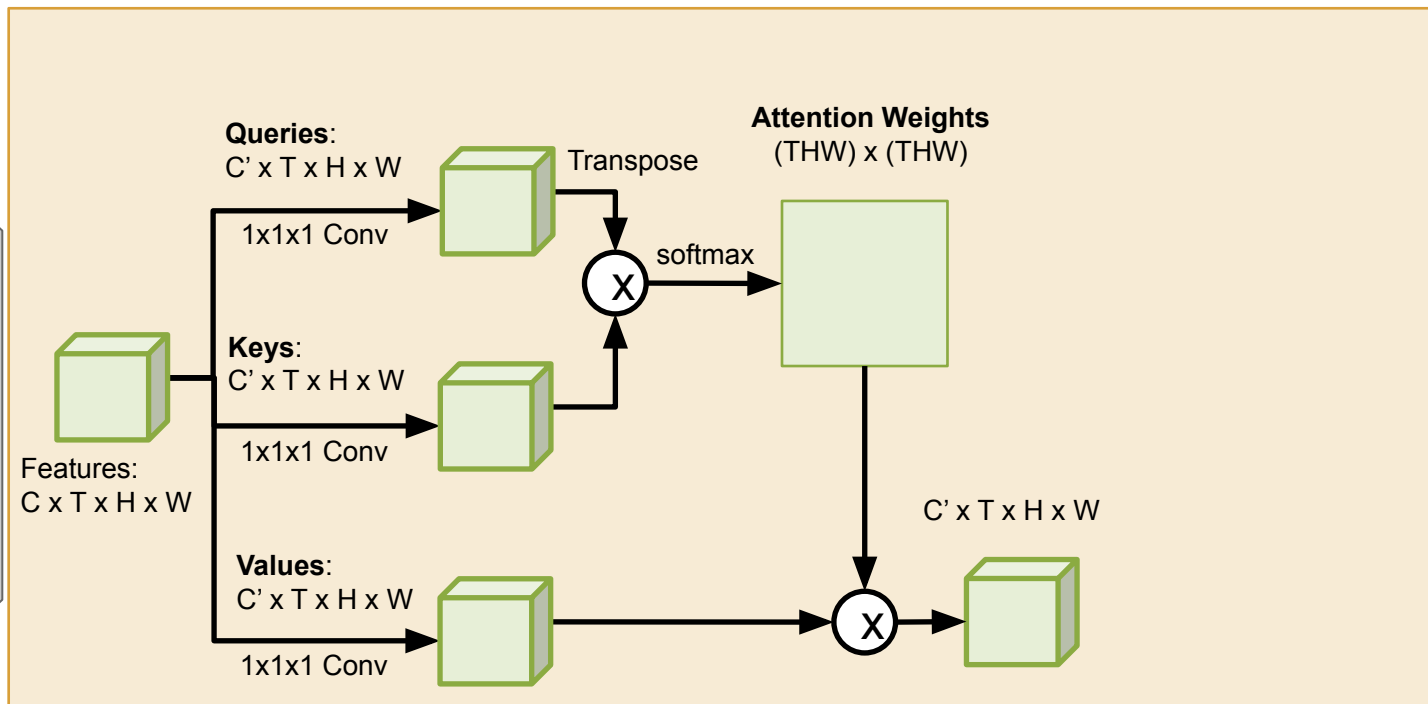 Queries:
C’ x T x H x W
1x1x1 Conv
Transpose
x
softmax
Attention Weights
(THW) x (THW)
Keys:
C’ x T x H x W
1x1x1 Conv
Features:
C x T x H x W
Values:
C’ x T x H x W
1x1x1 Conv
x
C’ x T x H x W